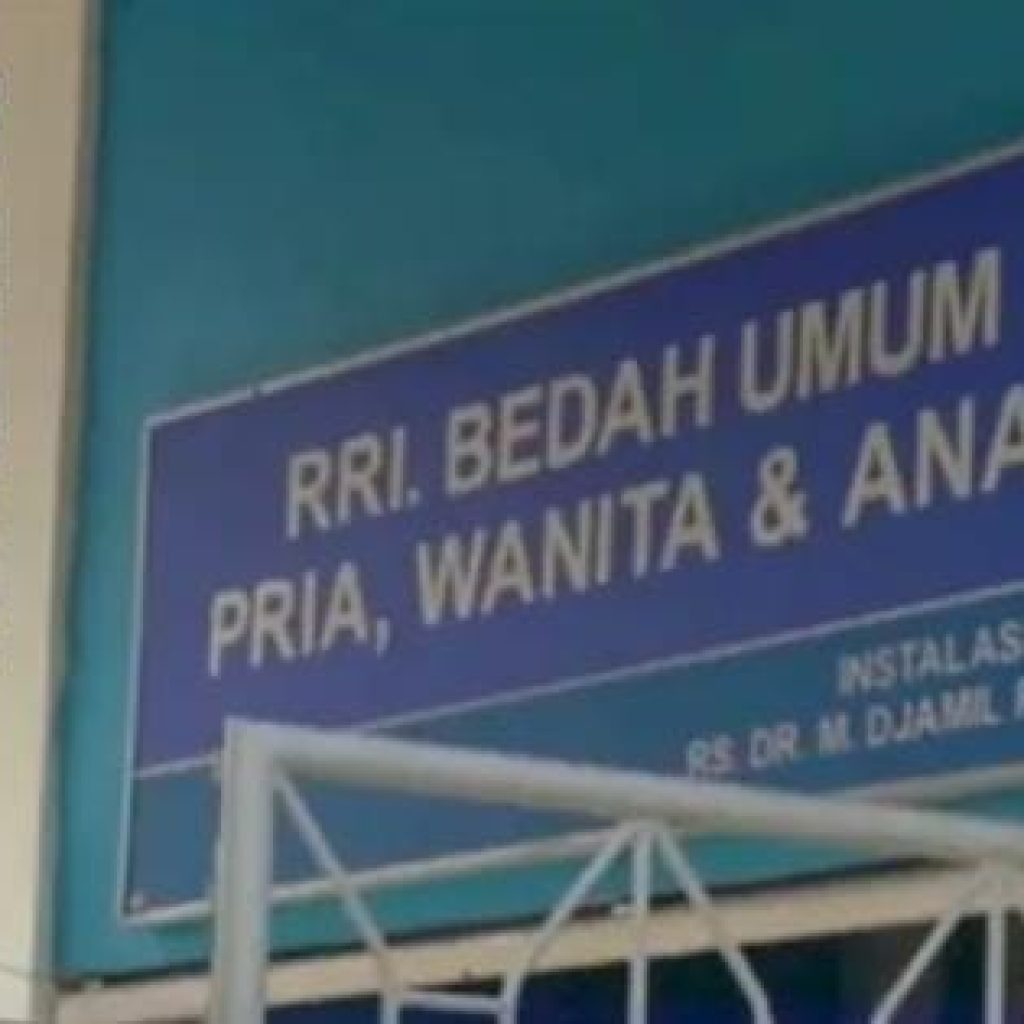 RRI. BEDAH UMUM
PRIA, WANITA & ANA
INSTALAS
RS. DR. M. DJAMIL